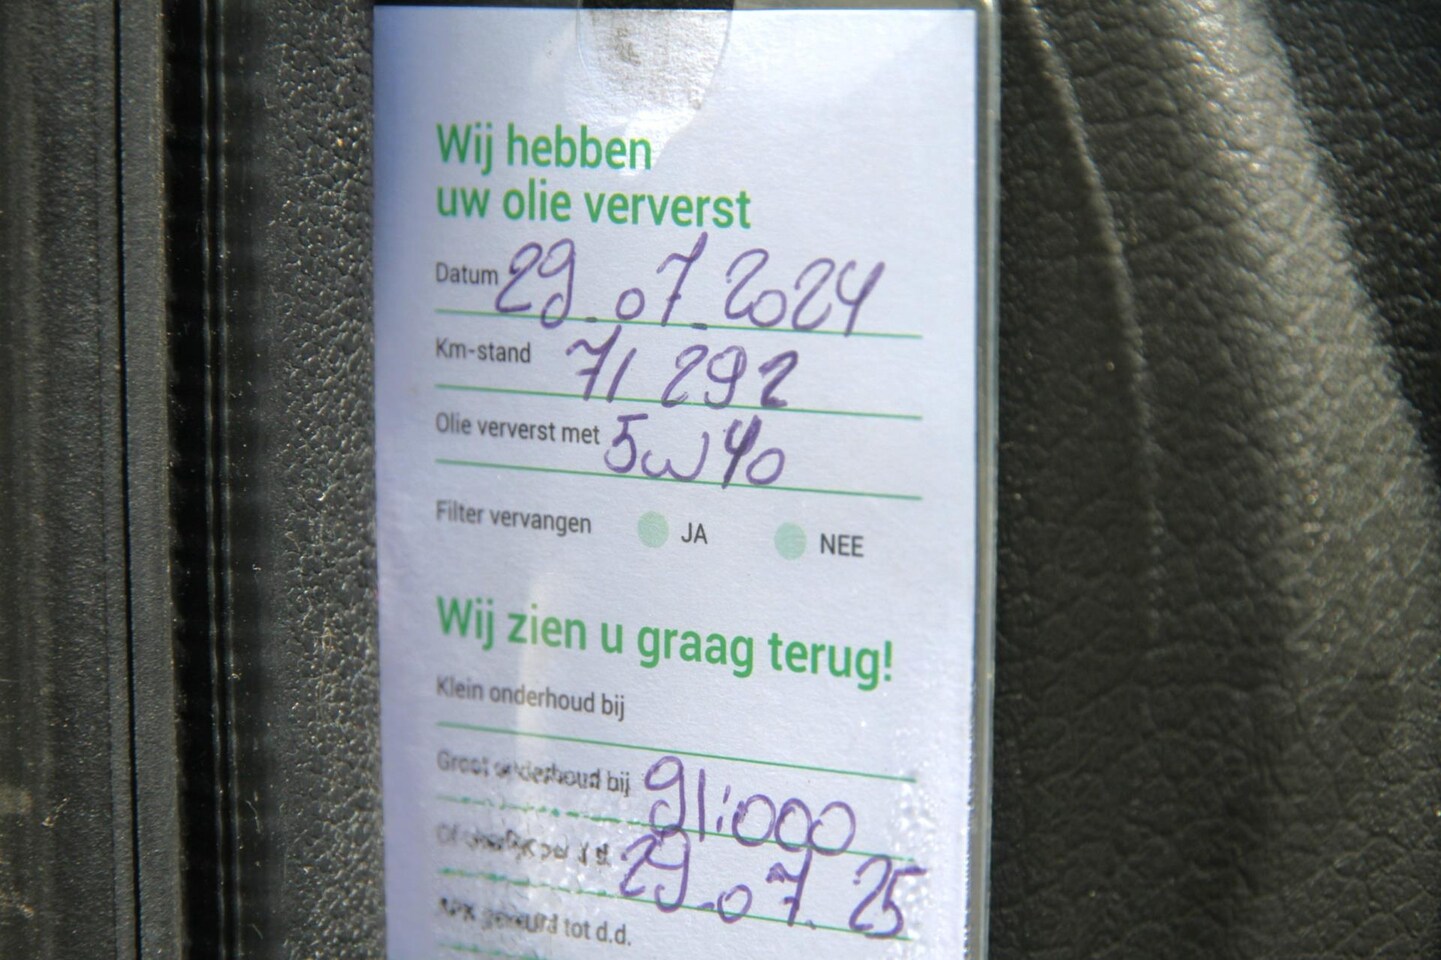 Wij hebben
uw olie ververst
Datum 29-07-2024
Km-stand 71 292
Olie ververst met 5w40
Filter vervangen JA NEE
Wij zien u graag terug!
Klein onderhoud bij
Groot onderhoud bij 91:000
29-07-25
APK gekeurd tot d.d.